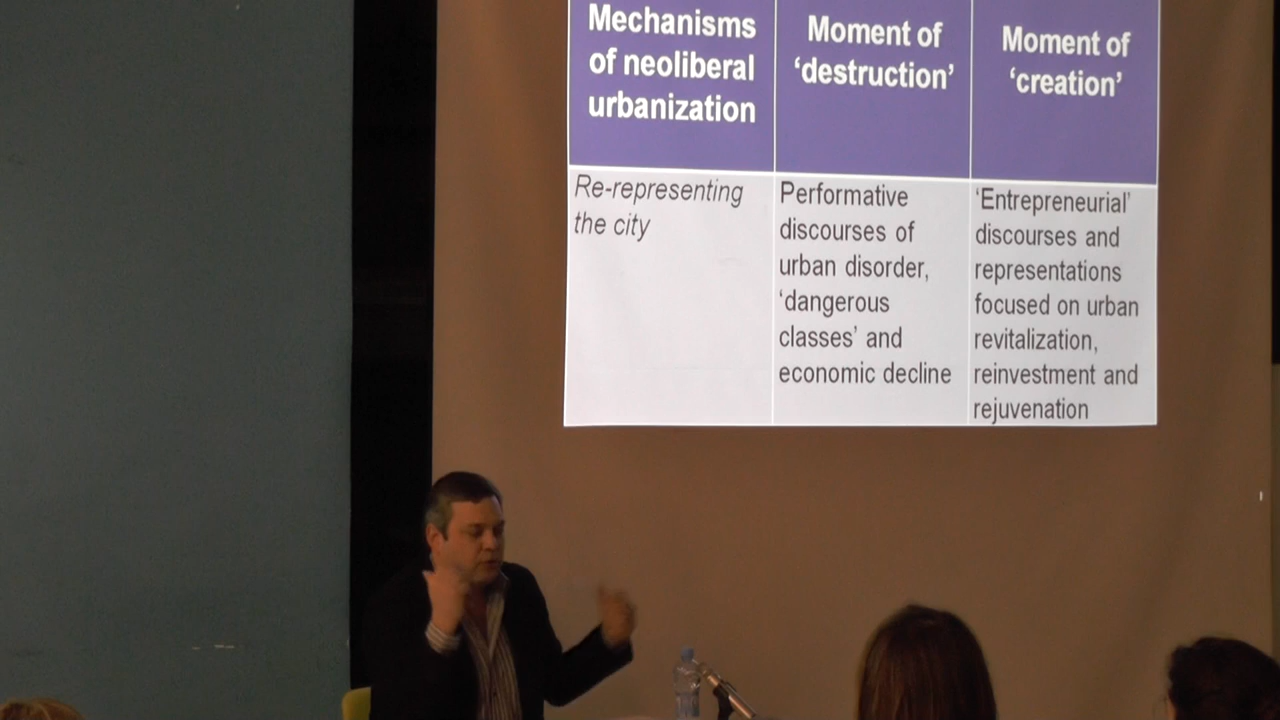 Mechanisms
of neoliberal
urbanization
Moment of
‘destruction’
Moment of
‘creation’
Re-representing
the city
Performative
discourses of
urban disorder,
‘dangerous
classes’ and
economic decline
‘Entrepreneurial’
discourses and
representations
focused on urban
revitalization,
reinvestment and
rejuvenation